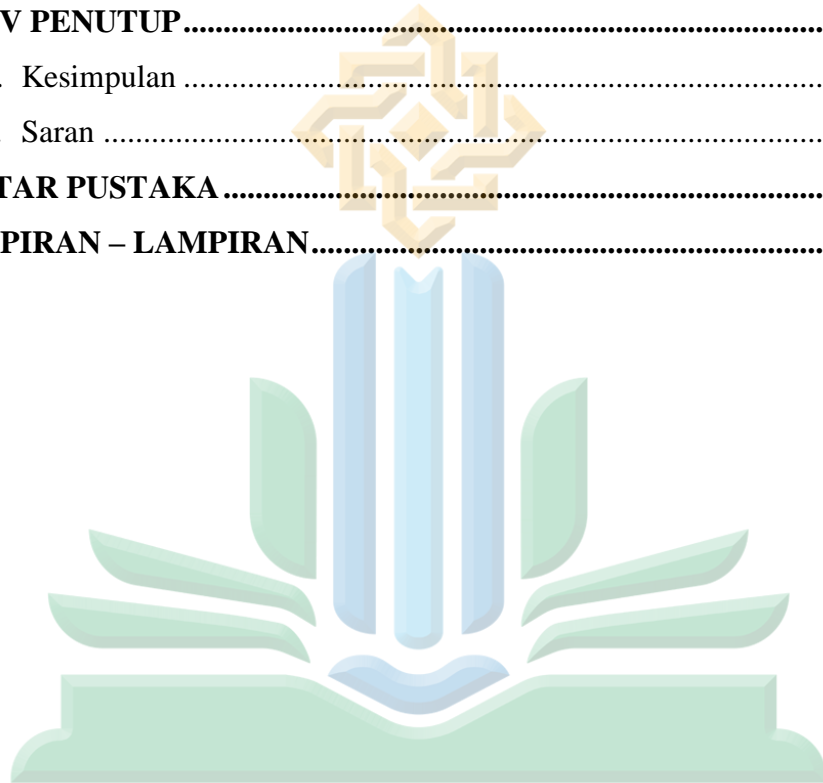 V PENUTUP................................................................................
. Kesimpulan ................................................................................
. Saran ................................................................................
TAR PUSTAKA................................................................................
PIRAN – LAMPIRAN................................................................................